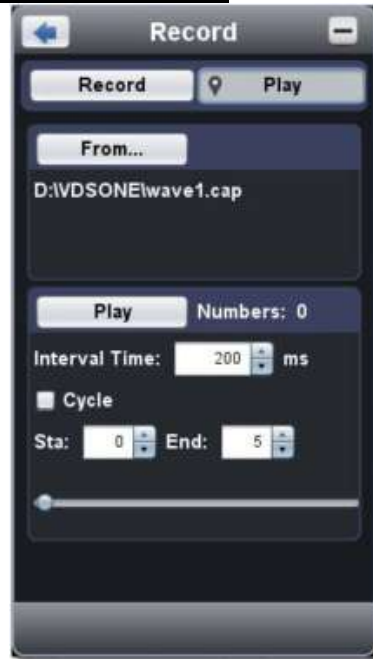 Record
Record Play
From...
D:\VDSONE\wave1.cap
Play Numbers: 0
Interval Time: 200 ms
Cycle
Sta: 0 End: 5